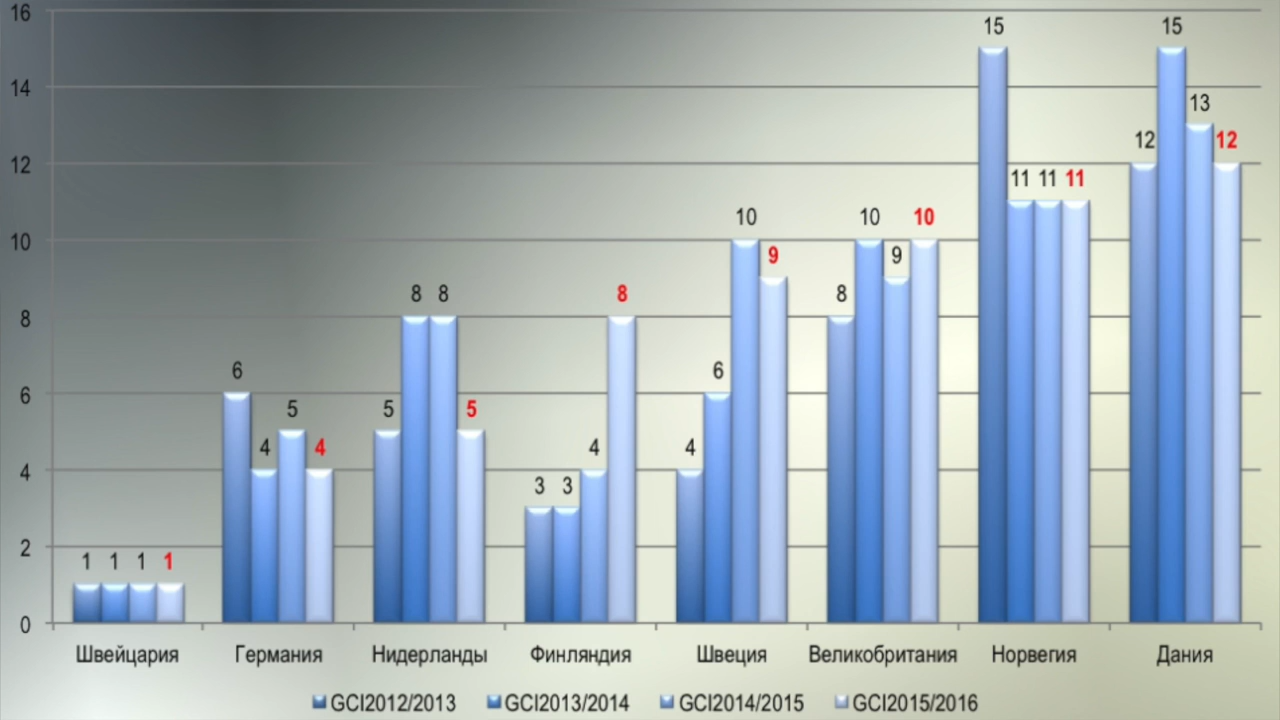 16
15 15
14
13
12 12 12
11 11 11
10 10 10 10
9 9
8 8 8 8 8
6 6 6
5 5 5
4 4 4 4 4
3 3
2
1 1 1 1
0
Швейцария Германия Нидерланды Финляндия Швеция Великобритания Норвегия Дания
GCI2012/2013 GCI2013/2014 GCI2014/2015 GCI2015/2016